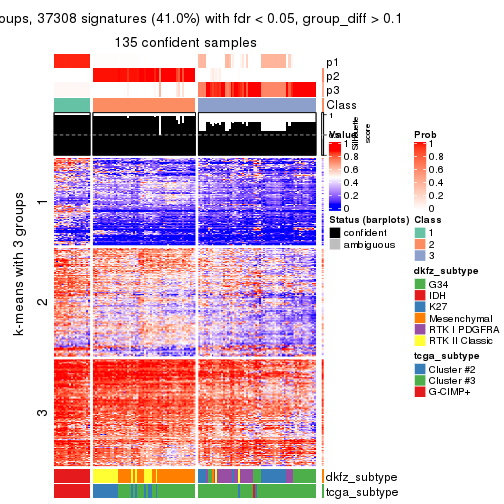 oups, 37308 signatures (41.0%) with fdr < 0.05, group_diff > 0.1
135 confident samples
p1
p2
p3
Class
1
Silhouette
score
Value
1
0.8
0.6
0.4
0.2
0
Prob
1
0.8
0.6
0.4
0.2
0
Status (barplots)
confident
ambiguous
Class
1
2
3
dkfz_subtype
G34
IDH
K27
Mesenchymal
RTK I PDGFRA
RTK II Classic
tcga_subtype
Cluster #2
Cluster #3
G-CIMP+
k-means with 3 groups
1
2
3
dkfz_subtype
tcga_subtype